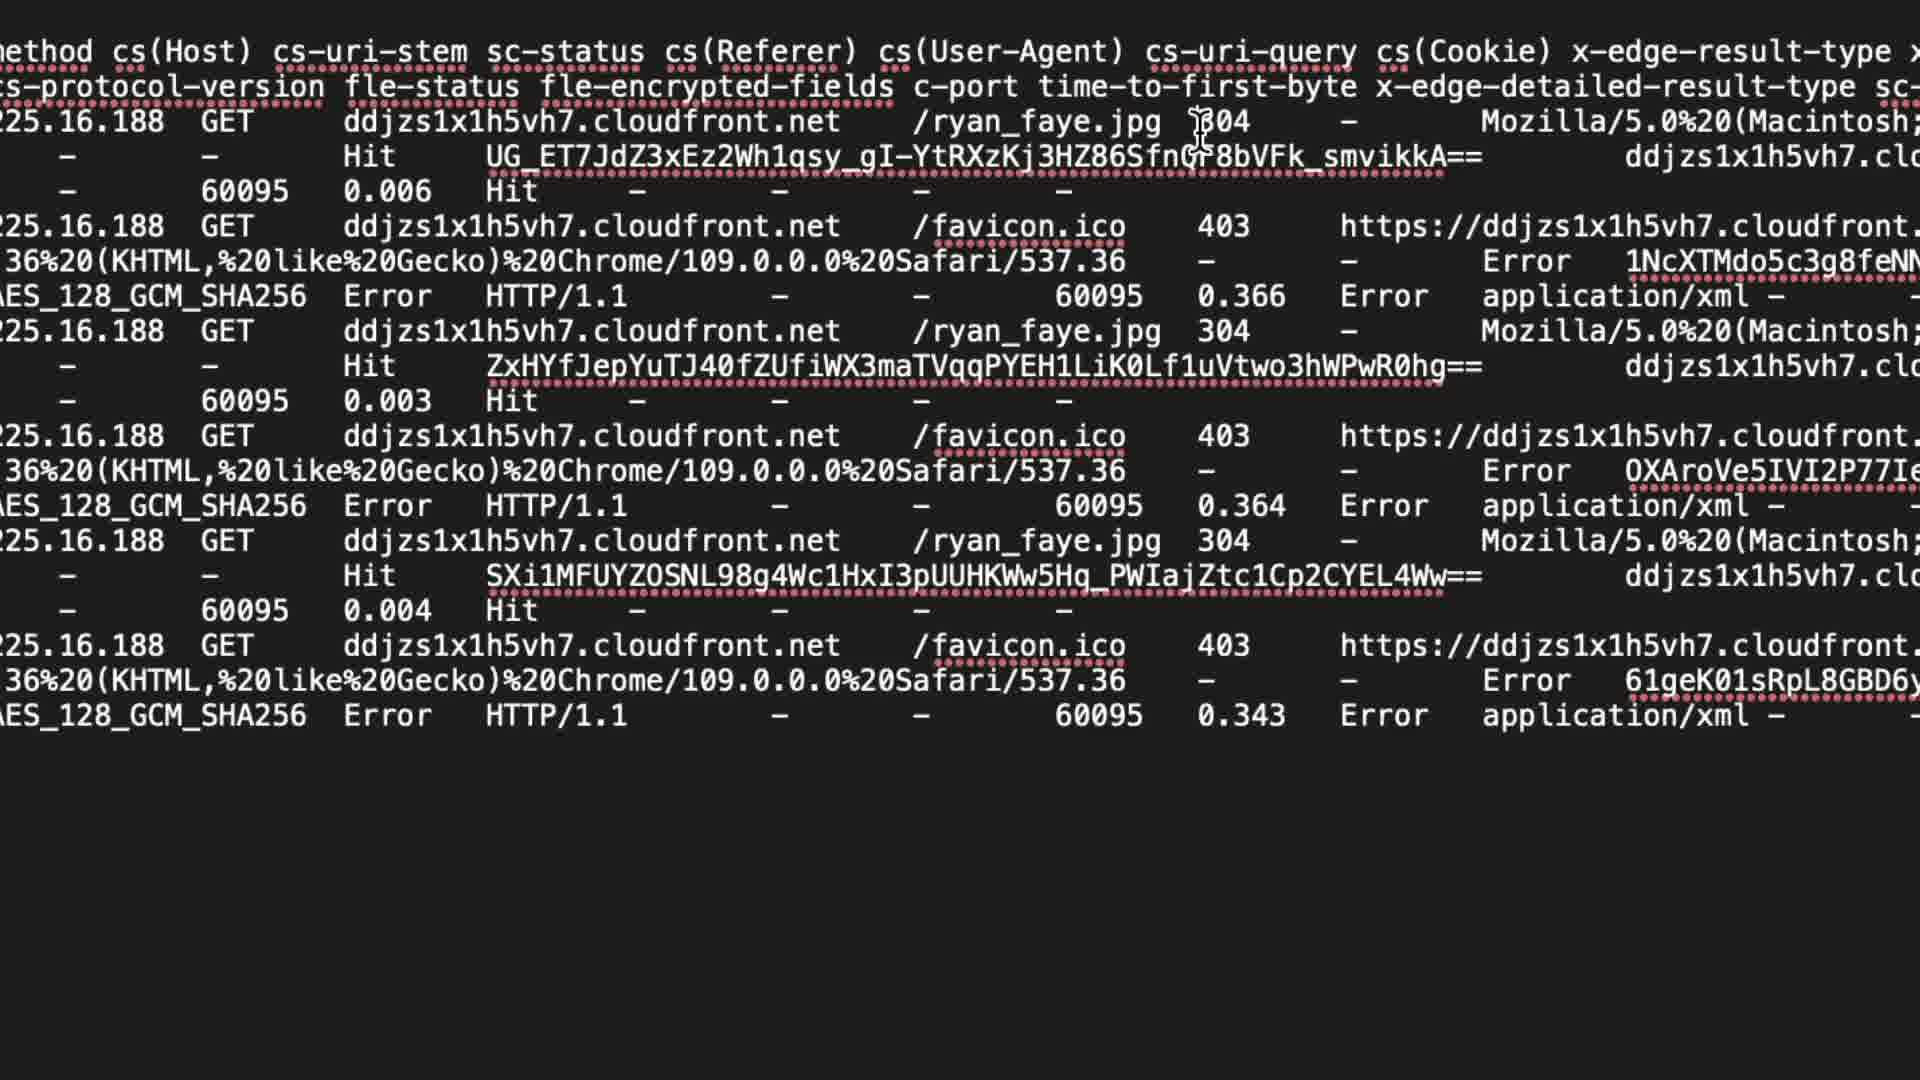 method cs(Host) cs-uri-stem sc-status cs(Referer) cs(User-Agent) cs-uri-query cs(Cookie) x-edge-result-type x
cs-protocol-version fle-status fle-encrypted-fields c-port time-to-first-byte x-edge-detailed-result-type sc-
225.16.188 GET ddjzs1x1h5vh7.cloudfront.net /ryan_faye.jpg 304 - Mozilla/5.0%20(Macintosh;
- - Hit UG_ET7JdZ3xEz2Wh1qsy_gI-YtRXzKj3HZ86SfnGF8bVFk_smvikkA== ddjzs1x1h5vh7.clo
- 60095 0.006 Hit - - - -
225.16.188 GET ddjzs1x1h5vh7.cloudfront.net /favicon.ico 403 https://ddjzs1x1h5vh7.cloudfront.
36%20(KHTML,%20like%20Gecko)%20Chrome/109.0.0.0%20Safari/537.36 - - Error 1NcXTMdo5c3g8feNN
AES_128_GCM_SHA256 Error HTTP/1.1 - - 60095 0.366 Error application/xml - -
225.16.188 GET ddjzs1x1h5vh7.cloudfront.net /ryan_faye.jpg 304 - Mozilla/5.0%20(Macintosh;
- - Hit ZxHYfJepYuTJ40fZUfiWX3maTVqqPYEH1LiK0Lf1uVtwo3hWPwR0hg== ddjzs1x1h5vh7.clo
- 60095 0.003 Hit - - - -
225.16.188 GET ddjzs1x1h5vh7.cloudfront.net /favicon.ico 403 https://ddjzs1x1h5vh7.cloudfront.
36%20(KHTML,%20like%20Gecko)%20Chrome/109.0.0.0%20Safari/537.36 - - Error OXAroVe5IVI2P77Ie
AES_128_GCM_SHA256 Error HTTP/1.1 - - 60095 0.364 Error application/xml - -
225.16.188 GET ddjzs1x1h5vh7.cloudfront.net /ryan_faye.jpg 304 - Mozilla/5.0%20(Macintosh;
- - Hit SXi1MFUYZOSNL98g4Wc1HxI3pUUHKWw5Hq_PWIajZtc1Cp2CYEL4Ww== ddjzs1x1h5vh7.clo
- 60095 0.004 Hit - - - -
225.16.188 GET ddjzs1x1h5vh7.cloudfront.net /favicon.ico 403 https://ddjzs1x1h5vh7.cloudfront.
36%20(KHTML,%20like%20Gecko)%20Chrome/109.0.0.0%20Safari/537.36 - - Error 61geK01sRpL8GBD6y
AES_128_GCM_SHA256 Error HTTP/1.1 - - 60095 0.343 Error application/xml - -